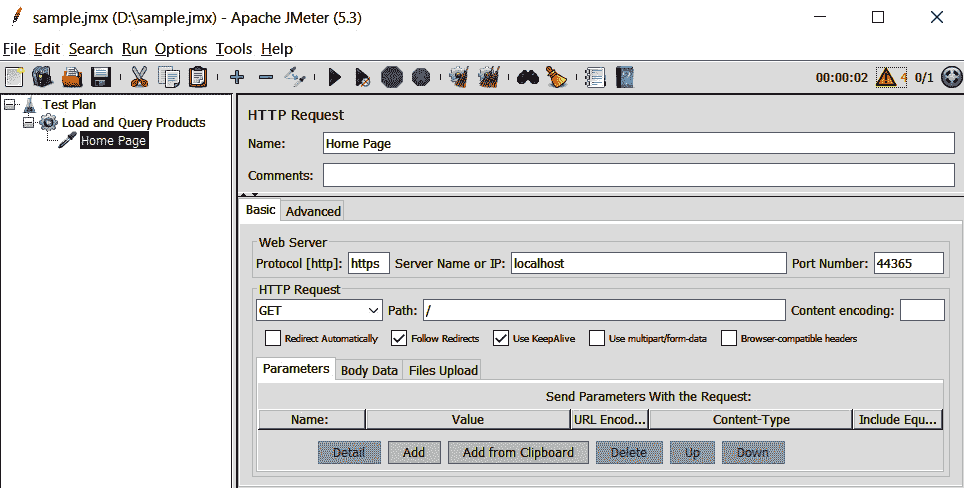 sample.jmx (D:\sample.jmx) - Apache JMeter (5.3)
File Edit Search Run Options Tools Help
00:00:02 4 0/1
Test Plan
Load and Query Products
Home Page
HTTP Request
Name: Home Page
Comments:
Basic Advanced
Web Server
Protocol [http]: https Server Name or IP: localhost Port Number: 44365
HTTP Request
GET Path: / Content encoding:
Redirect Automatically Follow Redirects Use KeepAlive Use multipart/form-data Browser-compatible headers
Parameters Body Data Files Upload
Send Parameters With the Request:
Name: Value URL Encod... Content-Type Include Equ...
Detail Add Add from Clipboard Delete Up Down